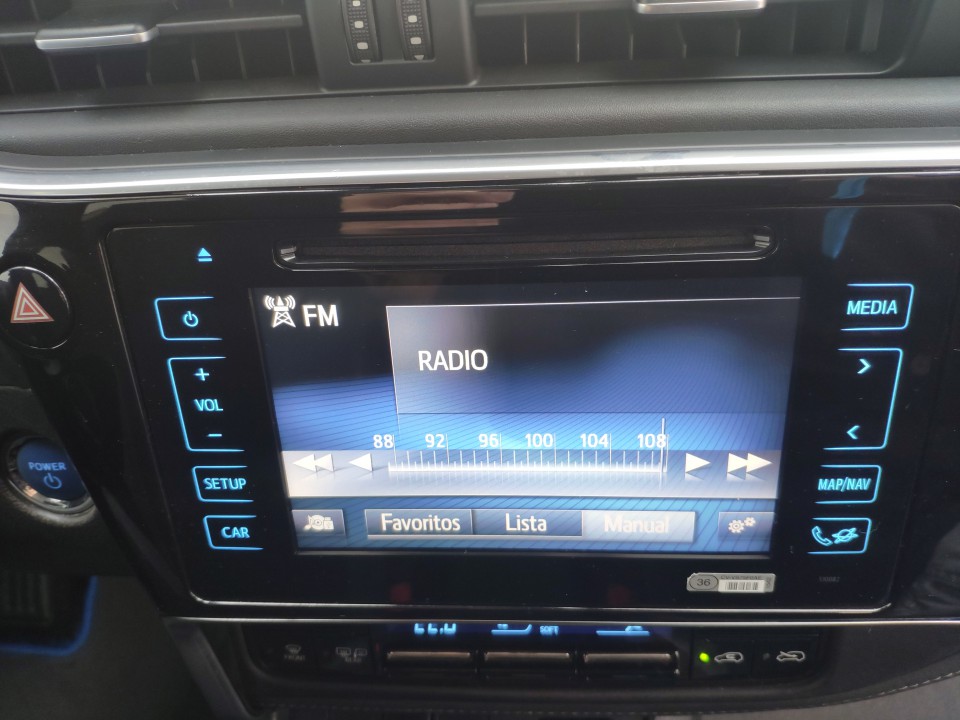 FM
MEDIA
RADIO
VOL
88 92 96 100 104 108
POWER
SETUP
MAP/NAV
Favoritos Lista Manual
CAR
36
SOFT